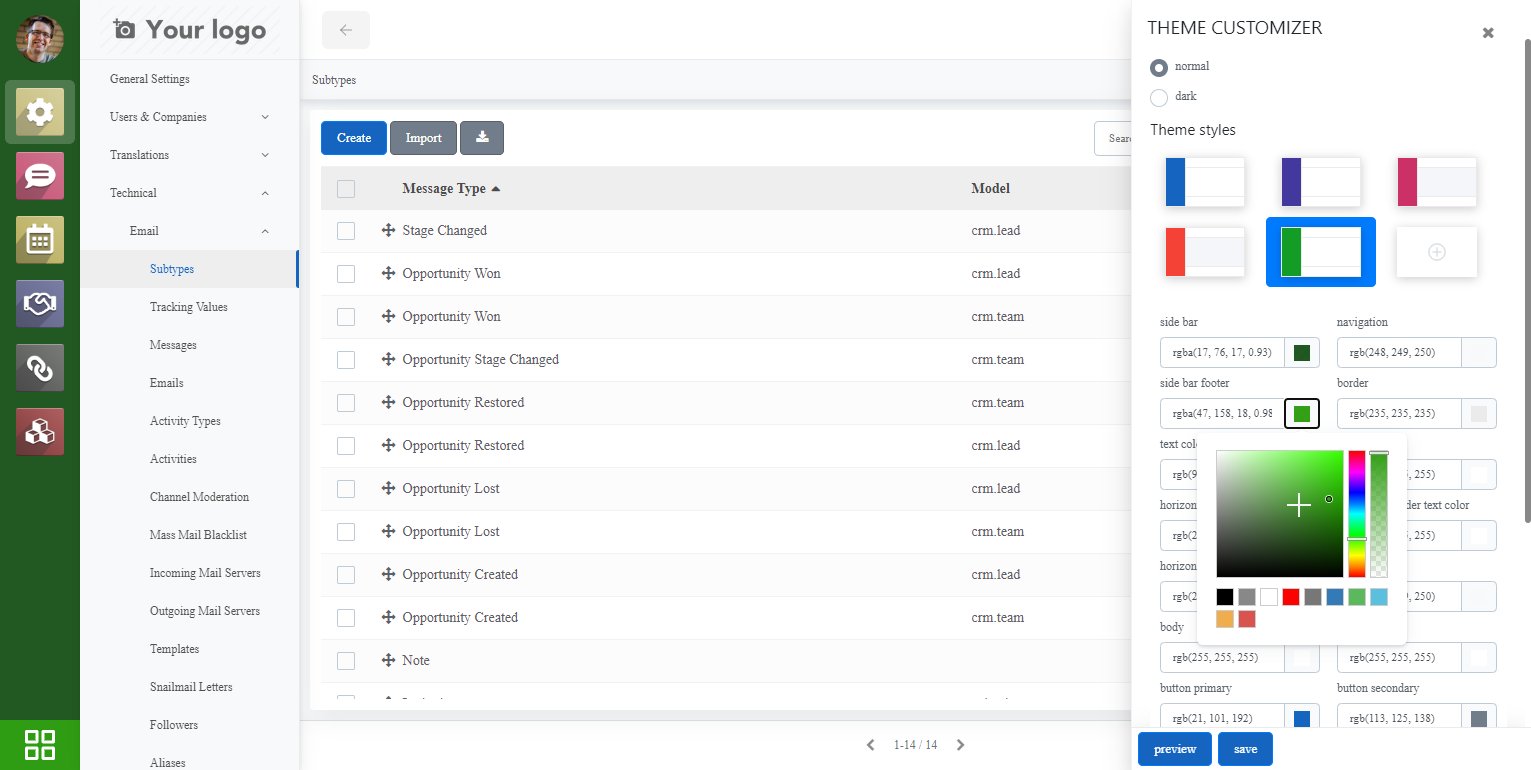 Your logo
General Settings
Users & Companies
Translations
Technical
Email
Subtypes
Tracking Values
Messages
Emails
Activity Types
Activities
Channel Moderation
Mass Mail Blacklist
Incoming Mail Servers
Outgoing Mail Servers
Templates
Snailmail Letters
Followers
Aliases
Subtypes
Create Import
Message Type Model
Stage Changed crm.lead
Opportunity Won crm.lead
Opportunity Won crm.team
Opportunity Stage Changed crm.team
Opportunity Restored crm.team
Opportunity Restored crm.lead
Opportunity Lost crm.lead
Opportunity Lost crm.team
Opportunity Created crm.lead
Opportunity Created crm.team
Note
1-14 / 14
THEME CUSTOMIZER
normal
dark
Theme styles
side bar navigation
rgba(17, 76, 17, 0.93) rgb(248, 249, 250)
side bar footer border
rgba(47, 158, 18, 0.98 rgb(235, 235, 235)
text col
rgb(9 , 255)
horizon der text color
rgb(2 , 255)
horizon
rgb(2 , 250)
body
rgb(255, 255, 255) rgb(255, 255, 255)
button primary button secondary
rgb(21, 101, 192) rgb(113, 125, 138)
preview save